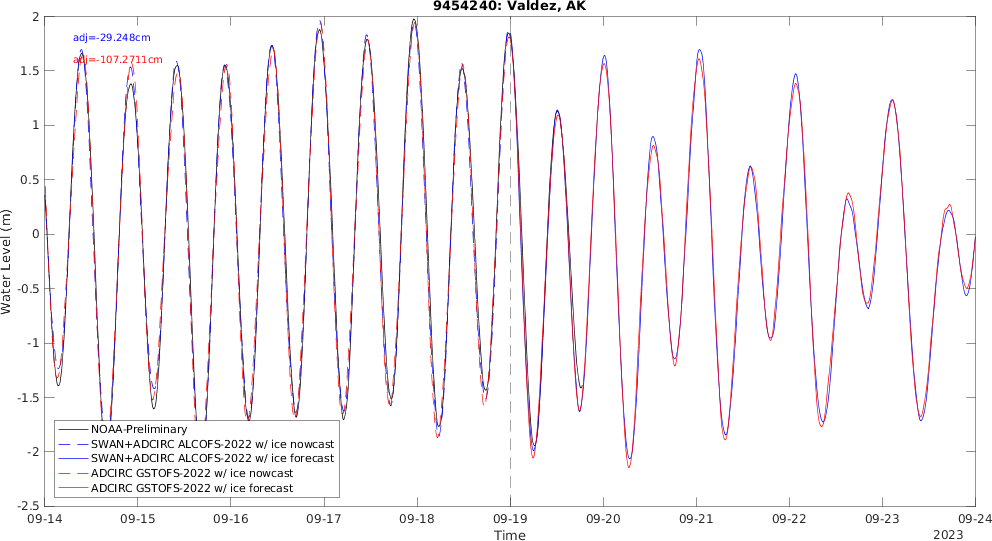 9454240: Valdez, AK
adj=-29.248cm
adj=-107.2711cm
2
1.5
1
0.5
0
-0.5
-1
-1.5
-2
-2.5
Water Level (m)
NOAA-Preliminary
SWAN+ADCIRC ALCOFS-2022 w/ ice nowcast
SWAN+ADCIRC ALCOFS-2022 w/ ice forecast
ADCIRC GSTOFS-2022 w/ ice nowcast
ADCIRC GSTOFS-2022 w/ ice forecast
09-14 09-15 09-16 09-17 09-18 09-19 09-20 09-21 09-22 09-23 09-24
Time
2023